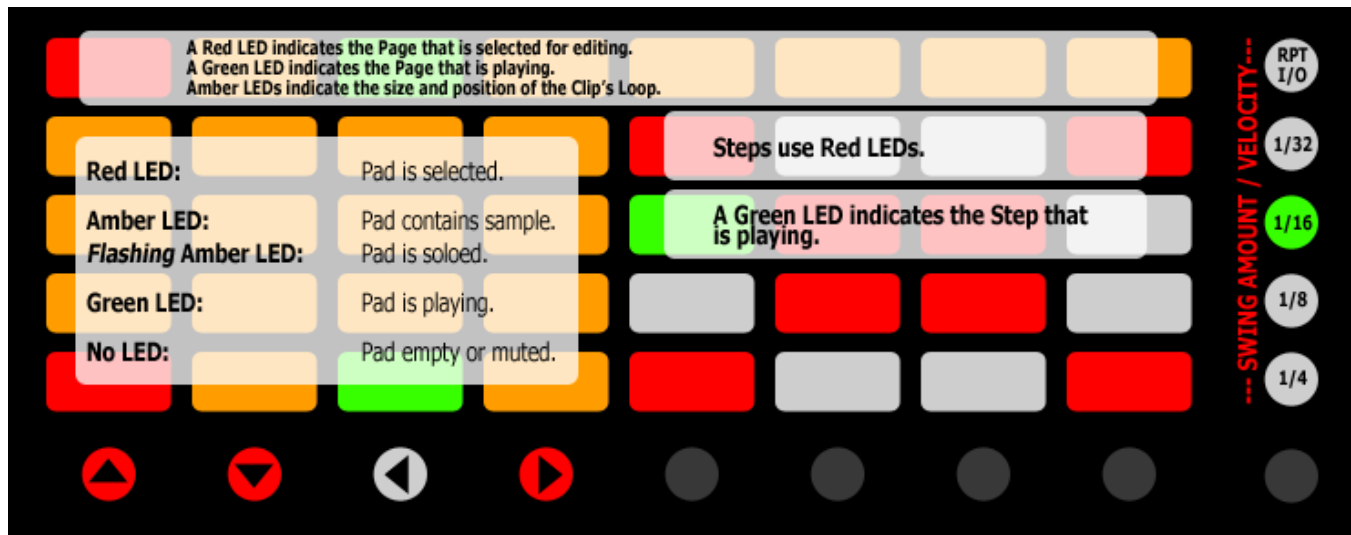 A Red LED indicates the Page that is selected for editing.
A Green LED indicates the Page that is playing.
Amber LEDs indicate the size and position of the Clip's Loop.
Red LED: Pad is selected.
Amber LED: Pad contains sample.
Flashing Amber LED: Pad is soloed.
Green LED: Pad is playing.
No LED: Pad empty or muted.
Steps use Red LEDs.
A Green LED indicates the Step that
is playing.
--- SWING AMOUNT / VELOCITY---
RPT
I/O
1/32
1/16
1/8
1/4